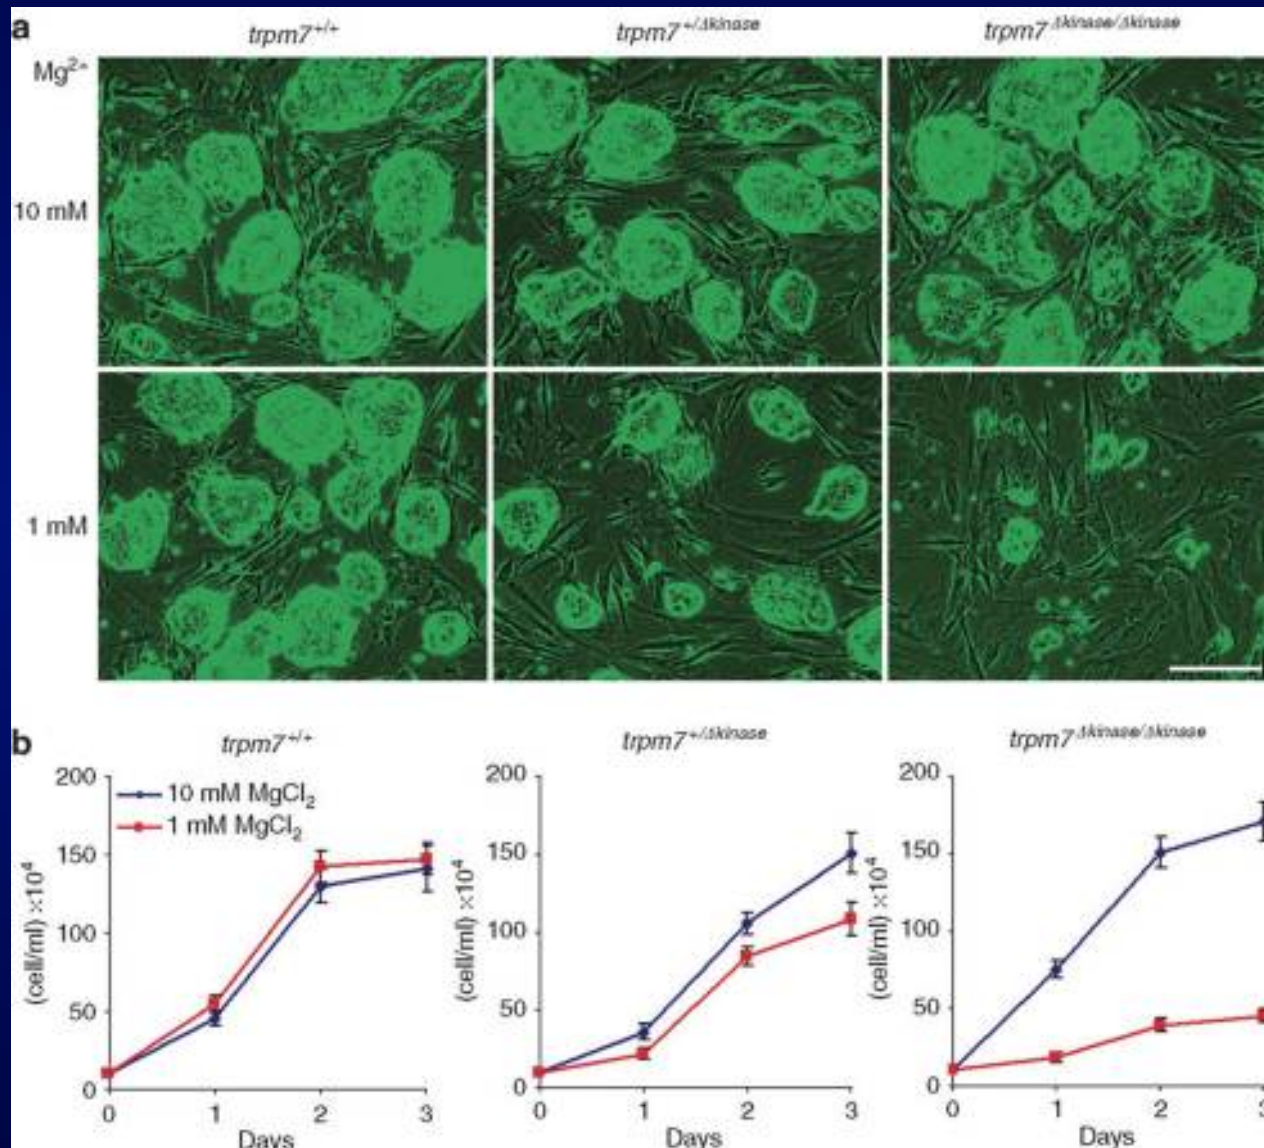 a
trpm7+/+ trpm7+/Δkinase trpm7Δkinase/Δkinase
Mg2+
10 mM
1 mM
b
trpm7+/+ trpm7+/Δkinase trpm7Δkinase/Δkinase
10 mM MgCl2
1 mM MgCl2
(cell/ml) ×10⁴
200
150
100
50
0
0 1 2 3
Days
(cell/ml) ×10⁴
200
150
100
50
0
0 1 2 3
Days
(cell/ml) ×10⁴
200
150
100
50
0
0 1 2 3
Days